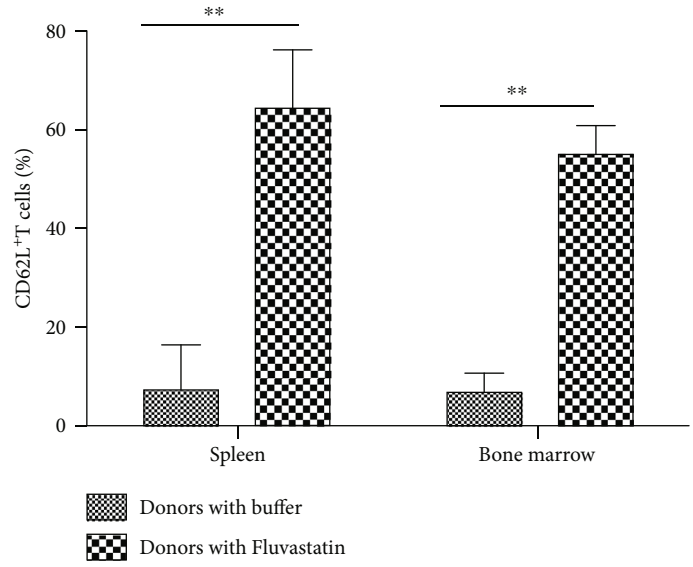 **
**
80
60
40
20
0
CD62L⁺T cells (%)
Spleen
Bone marrow
Donors with buffer
Donors with Fluvastatin